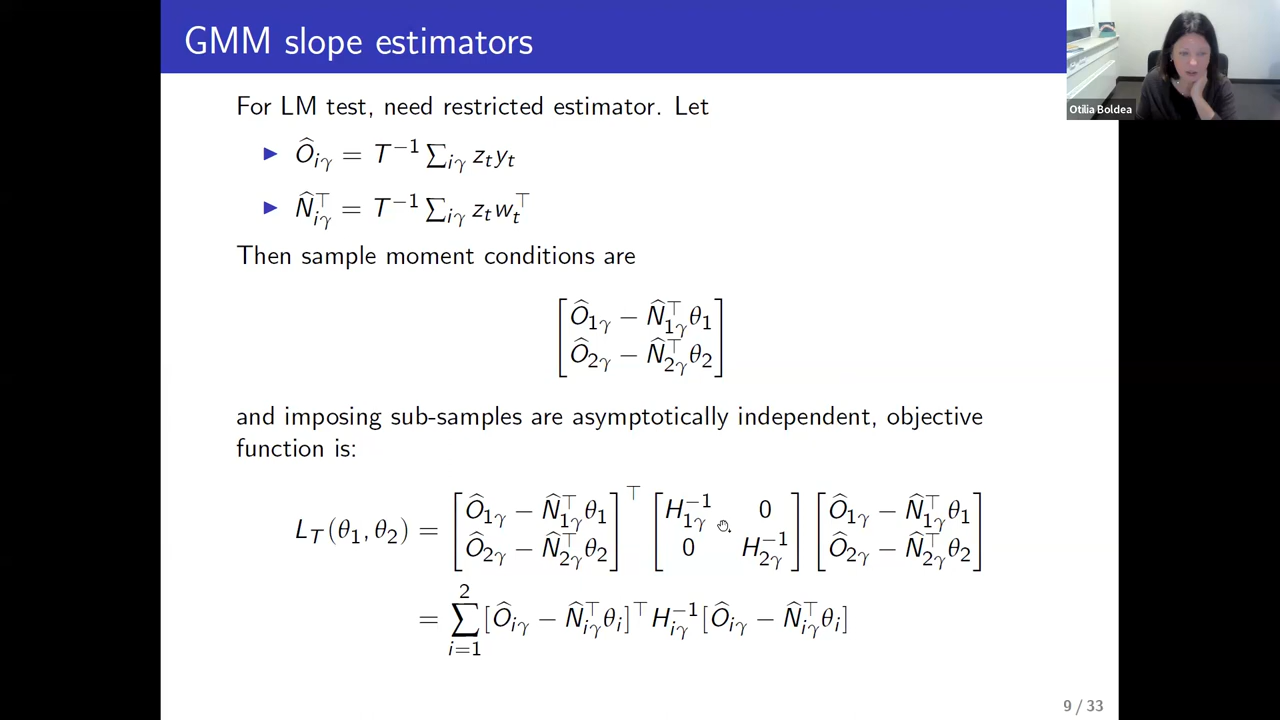 GMM slope estimators
Otilia Boldea
For LM test, need restricted estimator. Let
▶ Ô_{iγ} = T^{−1} ∑_{iγ} z_t y_t
▶ N̂_{iγ}^⊤ = T^{−1} ∑_{iγ} z_t w_t^⊤
Then sample moment conditions are
[ Ô_{1γ} − N̂_{1γ}^⊤ θ_1
Ô_{2γ} − N̂_{2γ}^⊤ θ_2 ]
and imposing sub-samples are asymptotically independent, objective
function is:
L_T(θ_1, θ_2) = [ Ô_{1γ} − N̂_{1γ}^⊤ θ_1 ; Ô_{2γ} − N̂_{2γ}^⊤ θ_2 ]^⊤ [ H_{1γ}^{−1} 0 ; 0 H_{2γ}^{−1} ] [ Ô_{1γ} − N̂_{1γ}^⊤ θ_1 ; Ô_{2γ} − N̂_{2γ}^⊤ θ_2 ]
= ∑_{i=1}^{2} [Ô_{iγ} − N̂_{iγ}^⊤ θ_i]^⊤ H_{iγ}^{−1} [Ô_{iγ} − N̂_{iγ}^⊤ θ_i]
9 / 33